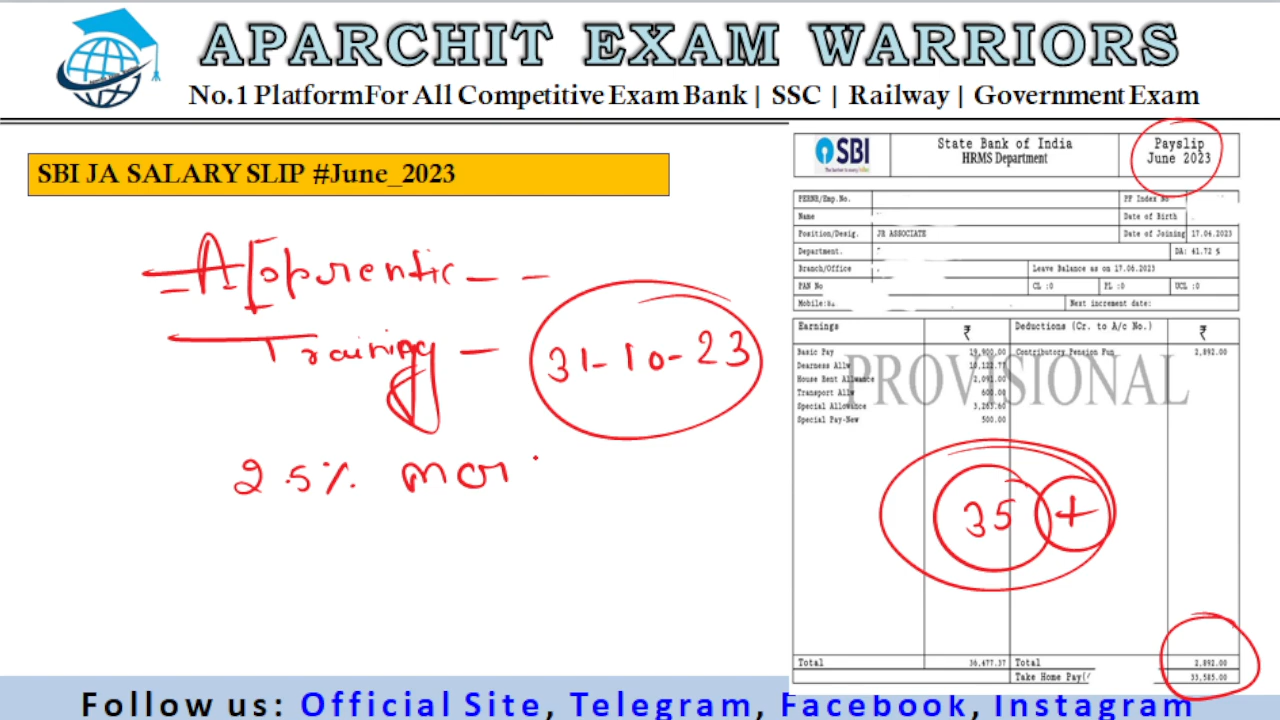 APARCHIT EXAM WARRIORS
No.1 PlatformFor All Competitive Exam Bank | SSC | Railway | Government Exam
SBI JA SALARY SLIP #June_2023
Apprentic - -
Training - 31-10-23
2.5% mor
SBI
State Bank of India
HRMS Department
Payslip
June 2023
PERNR/Emp.No. PF Index No
Name Date of Birth
Position/Desig. JR ASSOCIATE Date of Joining 17.04.2023
Department. DA: 41.72 %
Branch/Office Leave Balance as on 17.06.2023
PAN No CL :0 PL :0 UCL :0
Mobile: Next increment date:
Earnings ₹ Deductions (Cr. to A/c No.) ₹
Basic Pay 19,900.00 Contributory Pension Fun 2,892.00
Dearness Allw 10,122.77
House Rent Allwance 2,091.00
Transport Allw 600.00
Special Allowance 3,263.60
Special Pay-New 500.00
PROVISIONAL
35 +
Total 36,477.37 Total 2,892.00
Take Home Pay( 33,585.00
Follow us: Official Site, Telegram, Facebook, Instagram